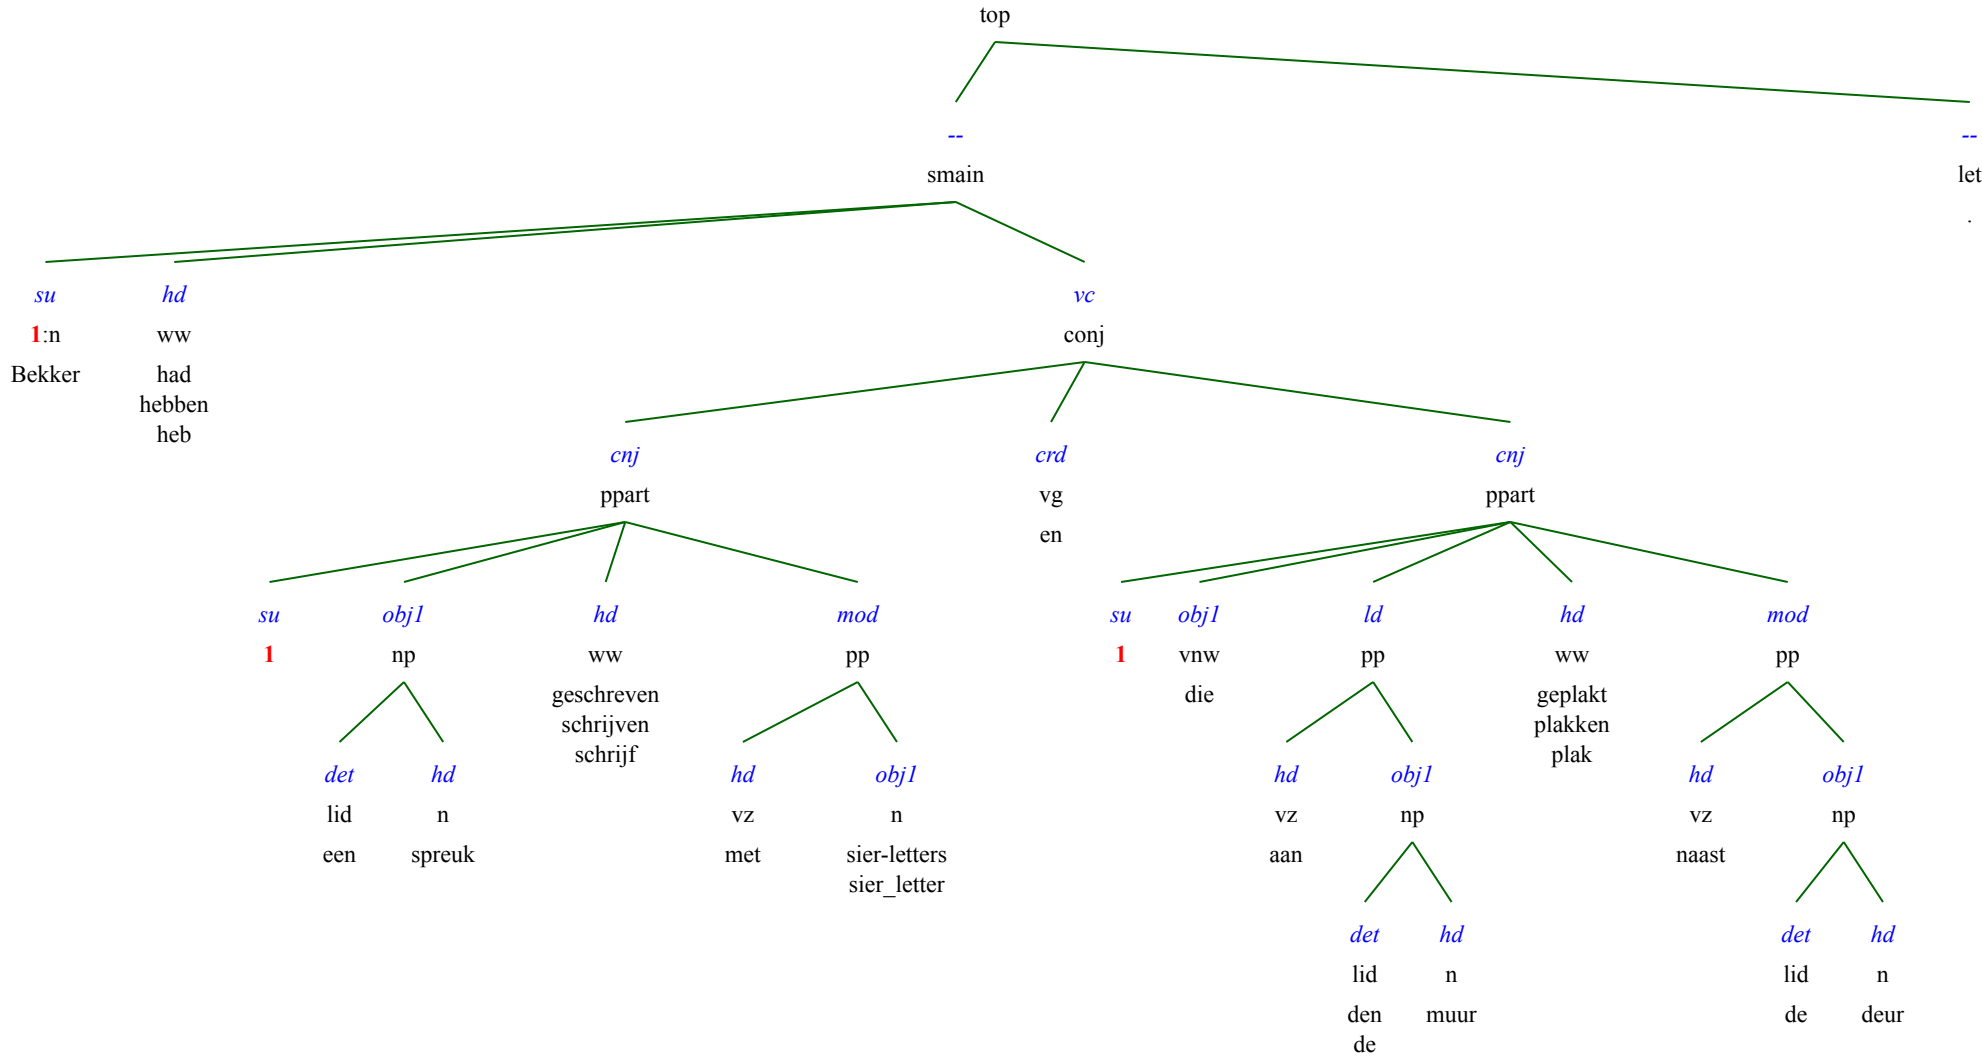 top
-- --
smain let
.
su hd vc
1:n ww conj
Bekker had
hebben
heb
cnj crd cnj
ppart vg ppart
en
su obj1 hd mod su obj1 ld hd mod
1 np ww pp 1 vnw pp ww pp
geschreven die geplakt
schrijven plakken
schrijf plak
det hd hd obj1 hd obj1 hd obj1
lid n vz n vz np vz np
een spreuk met sier-letters aan naast
sier_letter
det hd det hd
lid n lid n
den muur de deur
de